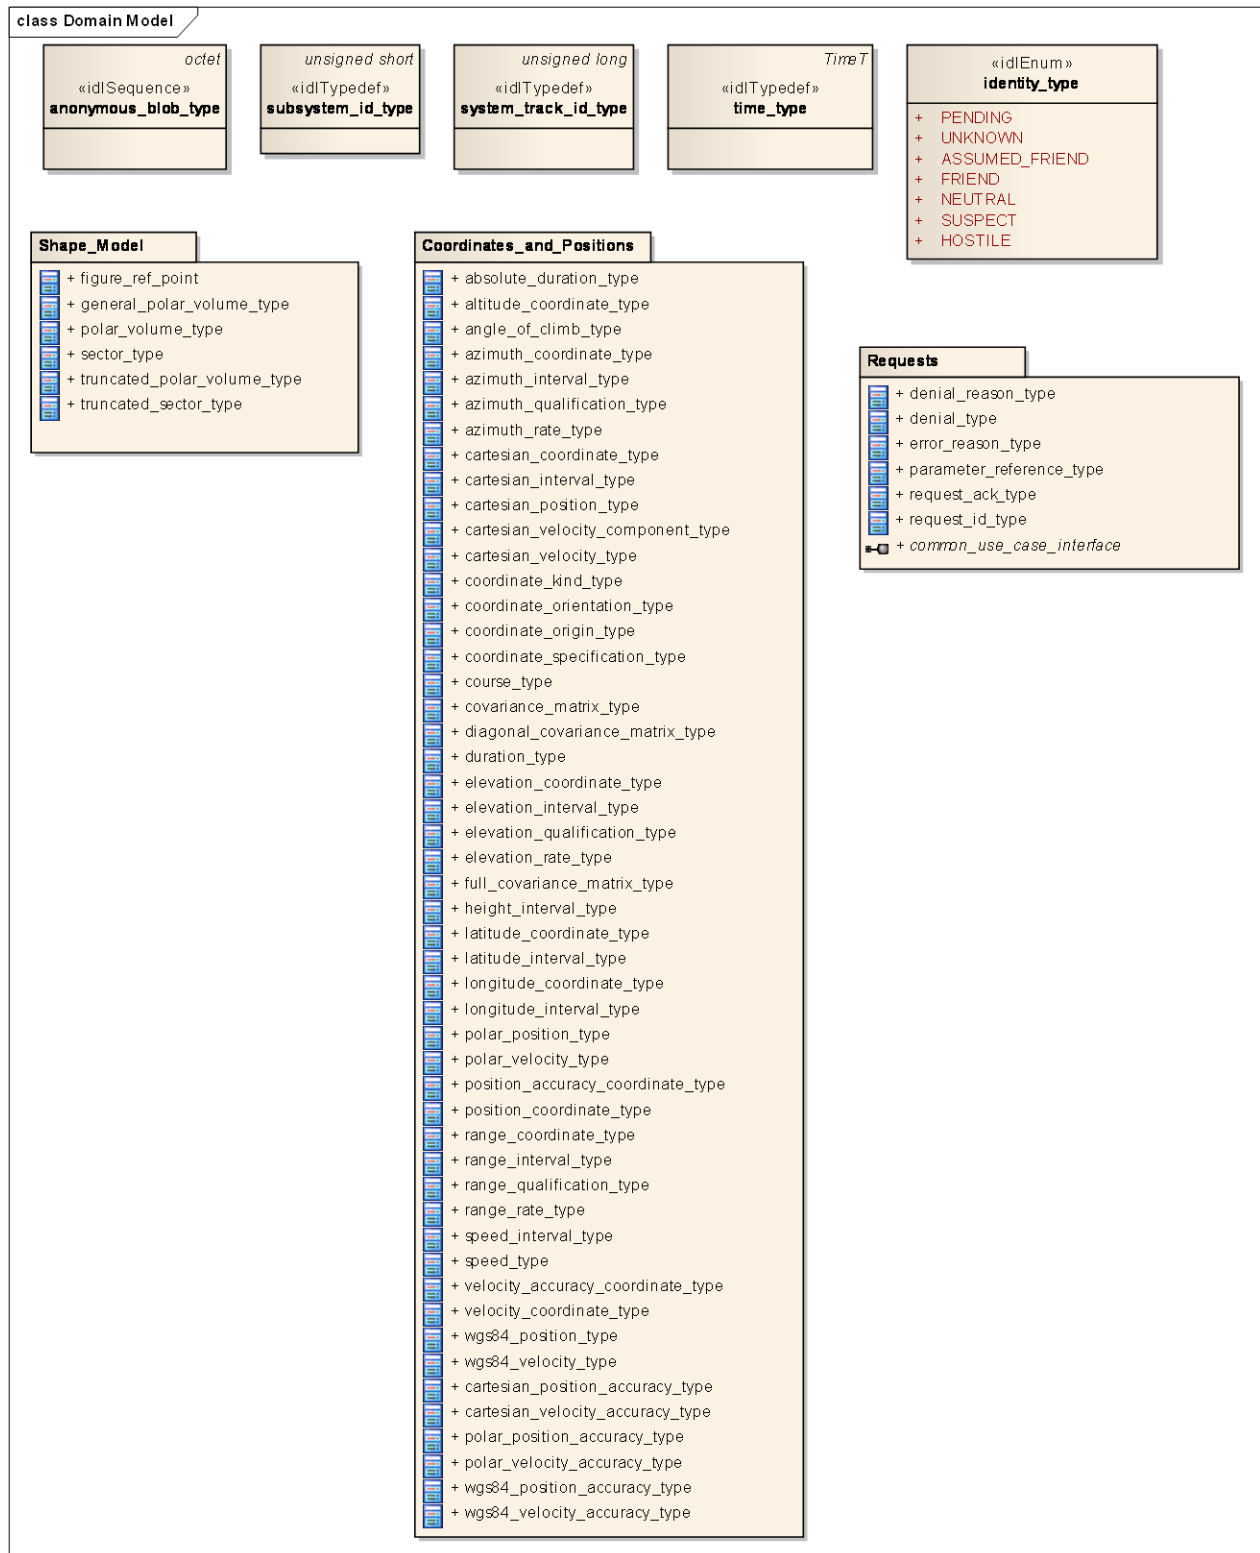 class Domain Model
octet
«idlSequence»
anonymous_blob_type
unsigned short
«idlTypedef»
subsystem_id_type
unsigned long
«idlTypedef»
system_track_id_type
TimeT
«idlTypedef»
time_type
«idlEnum»
identity_type
+ PENDING
+ UNKNOWN
+ ASSUMED_FRIEND
+ FRIEND
+ NEUTRAL
+ SUSPECT
+ HOSTILE
Shape_Model
+ figure_ref_point
+ general_polar_volume_type
+ polar_volume_type
+ sector_type
+ truncated_polar_volume_type
+ truncated_sector_type
Coordinates_and_Positions
+ absolute_duration_type
+ altitude_coordinate_type
+ angle_of_climb_type
+ azimuth_coordinate_type
+ azimuth_interval_type
+ azimuth_qualification_type
+ azimuth_rate_type
+ cartesian_coordinate_type
+ cartesian_interval_type
+ cartesian_position_type
+ cartesian_velocity_component_type
+ cartesian_velocity_type
+ coordinate_kind_type
+ coordinate_orientation_type
+ coordinate_origin_type
+ coordinate_specification_type
+ course_type
+ covariance_matrix_type
+ diagonal_covariance_matrix_type
+ duration_type
+ elevation_coordinate_type
+ elevation_interval_type
+ elevation_qualification_type
+ elevation_rate_type
+ full_covariance_matrix_type
+ height_interval_type
+ latitude_coordinate_type
+ latitude_interval_type
+ longitude_coordinate_type
+ longitude_interval_type
+ polar_position_type
+ polar_velocity_type
+ position_accuracy_coordinate_type
+ position_coordinate_type
+ range_coordinate_type
+ range_interval_type
+ range_qualification_type
+ range_rate_type
+ speed_interval_type
+ speed_type
+ velocity_accuracy_coordinate_type
+ velocity_coordinate_type
+ wgs84_position_type
+ wgs84_velocity_type
+ cartesian_position_accuracy_type
+ cartesian_velocity_accuracy_type
+ polar_position_accuracy_type
+ polar_velocity_accuracy_type
+ wgs84_position_accuracy_type
+ wgs84_velocity_accuracy_type
Requests
+ denial_reason_type
+ denial_type
+ error_reason_type
+ parameter_reference_type
+ request_ack_type
+ request_id_type
+ common_use_case_interface